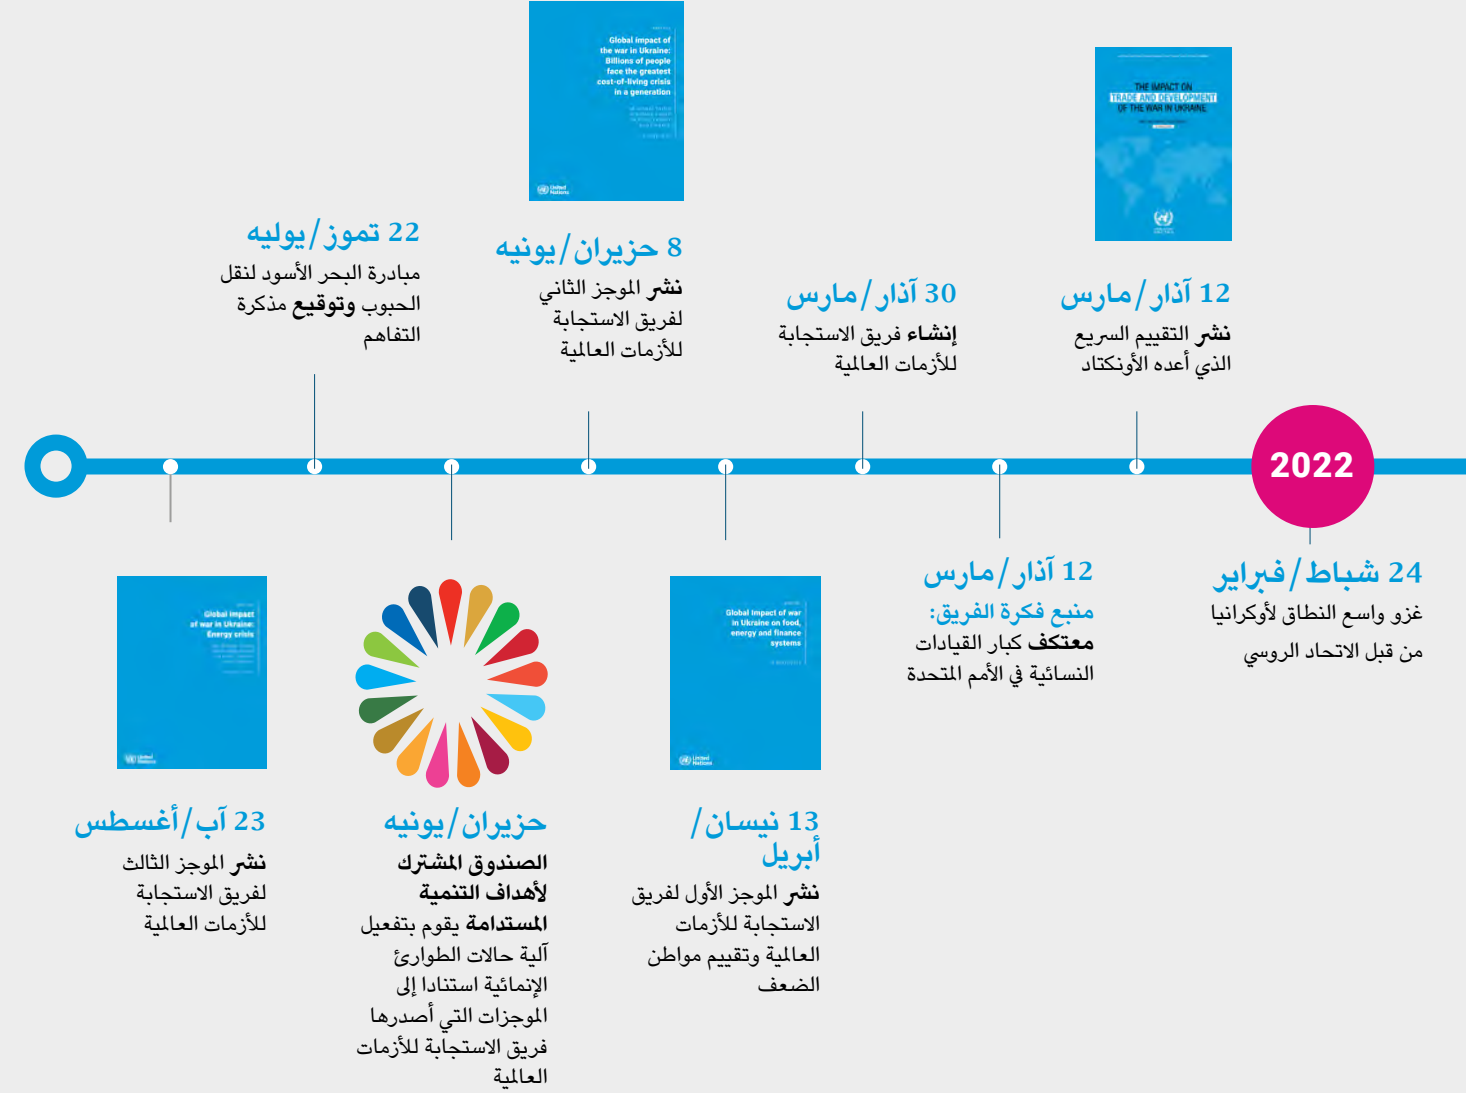 2022
24 شباط/فبراير
غزو واسع النطاق لأوكرانيا
من قبل الاتحاد الروسي
THE IMPACT ON
TRADE AND DEVELOPMENT
OF THE WAR IN UKRAINE
12 آذار/مارس
نشر التقييم السريع
الذي أعده الأونكتاد
12 آذار/مارس
منبع فكرة الفريق:
معتكف كبار القيادات
النسائية في الأمم المتحدة
30 آذار/مارس
إنشاء فريق الاستجابة
للأزمات العالمية
Global Impact of war
in Ukraine on food,
energy and finance
systems
United
Nations
13 نيسان/
أبريل
نشر الموجز الأول لفريق
الاستجابة للأزمات
العالمية وتقييم مواطن
الضعف
Global Impact of
the war in Ukraine:
Billions of people
face the greatest
cost-of-living crisis
in a generation
United
Nations
8 حزيران/يونيه
نشر الموجز الثاني
لفريق الاستجابة
للأزمات العالمية
حزيران/يونيه
الصندوق المشترك
لأهداف التنمية
المستدامة يقوم بتفعيل
آلية حالات الطوارئ
الإنمائية استنادا إلى
الموجزات التي أصدرها
فريق الاستجابة للأزمات
العالمية
22 تموز/يوليه
مبادرة البحر الأسود لنقل
الحبوب وتوقيع مذكرة
التفاهم
Global Impact
of war in Ukraine:
Energy crisis
United
Nations
23 آب/أغسطس
نشر الموجز الثالث
لفريق الاستجابة
للأزمات العالمية